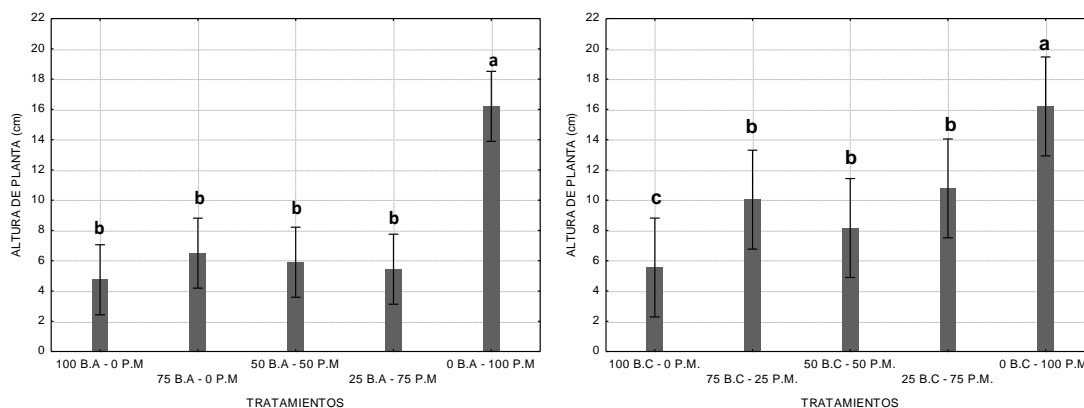 22
20
18
16
14
12
10
8
6
4
2
0
ALTURA DE PLANTA (cm)
b
b
b
b
a
100 B.A - 0 P.M
75 B.A - 0 P.M
50 B.A - 50 P.M
25 B.A - 75 P.M
0 B.A - 100 P.M
TRATAMIENTOS
22
20
18
16
14
12
10
8
6
4
2
0
ALTURA DE PLANTA (cm)
c
b
b
b
a
100 B.C - 0 P.M.
75 B.C - 25 P.M.
50 B.C - 50 P.M.
25 B.C - 75 P.M.
0 B.C - 100 P.M.
TRATAMIENTOS